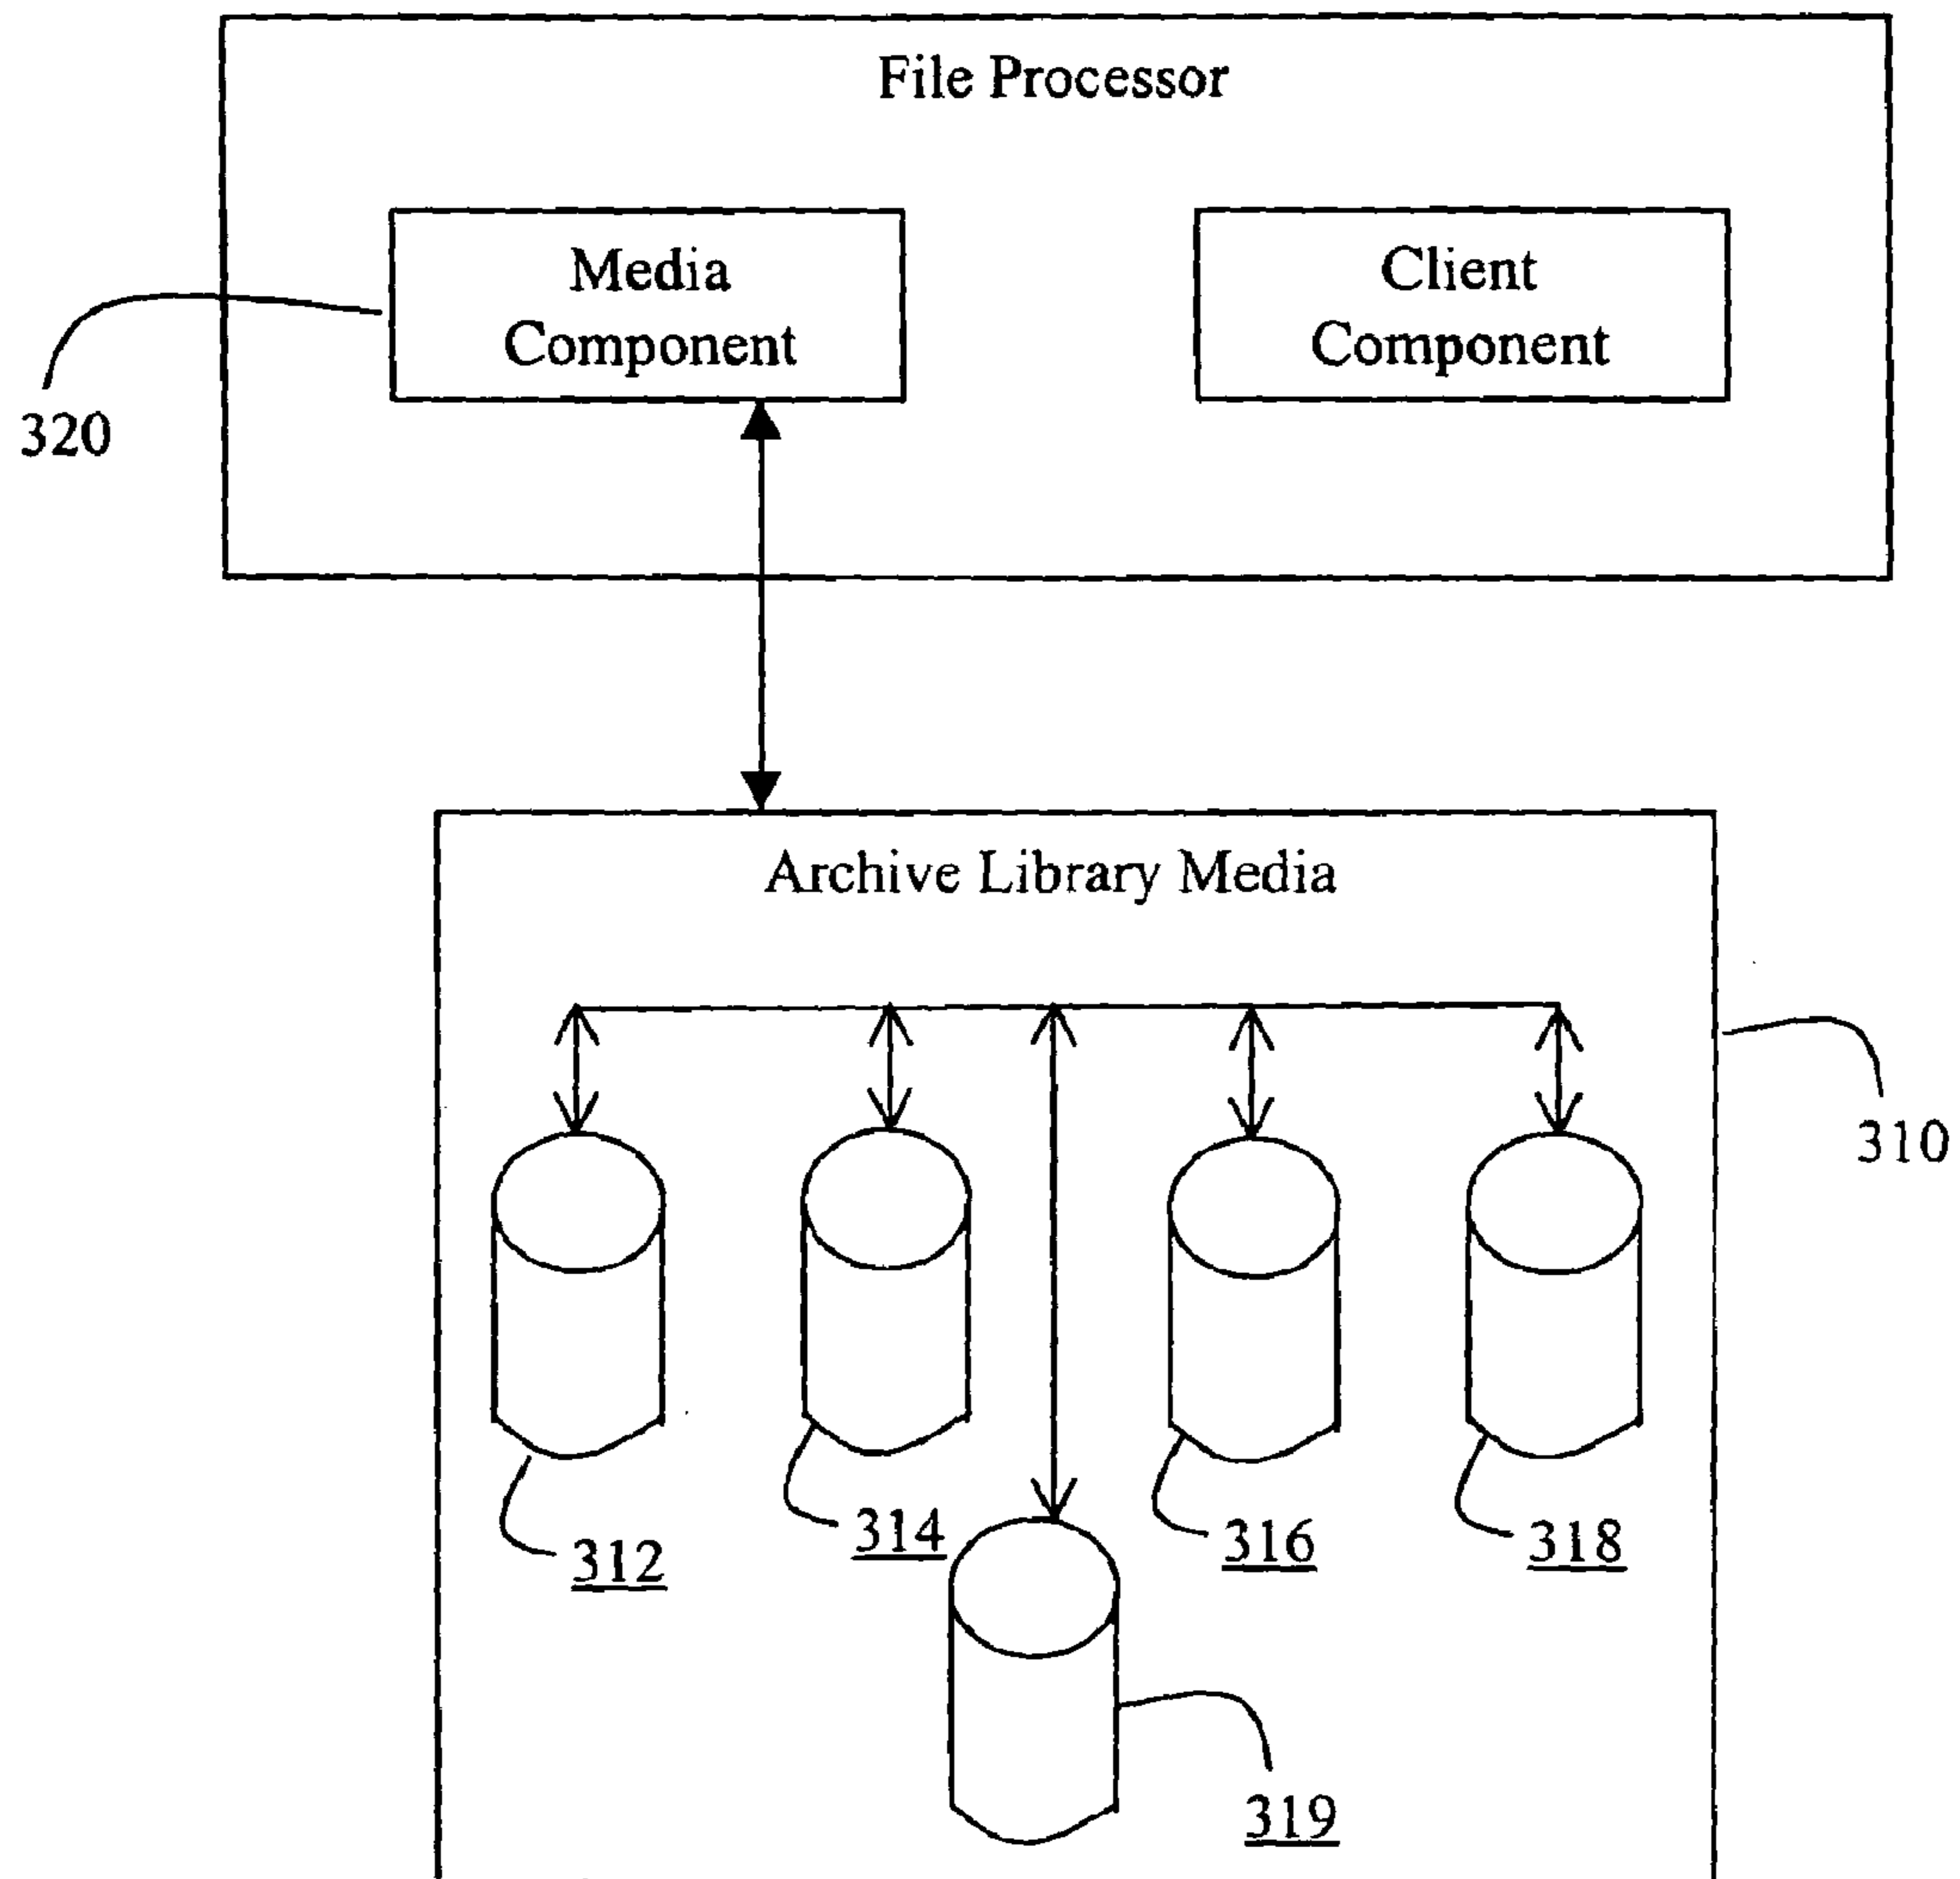 File Processor
Media
Component
Client
Component
320
Archive Library Media
310
312
314
316
318
319